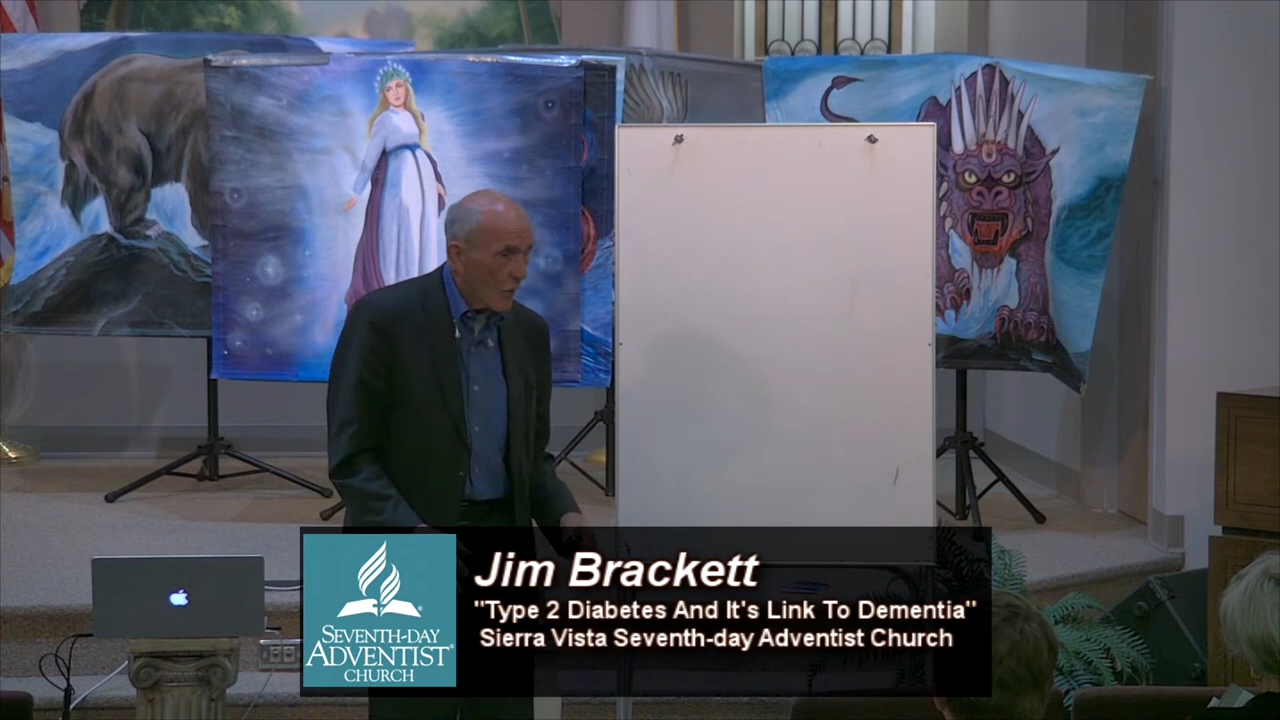 SEVENTH-DAY
ADVENTIST®
CHURCH
Jim Brackett
"Type 2 Diabetes And It's Link To Dementia"
Sierra Vista Seventh-day Adventist Church